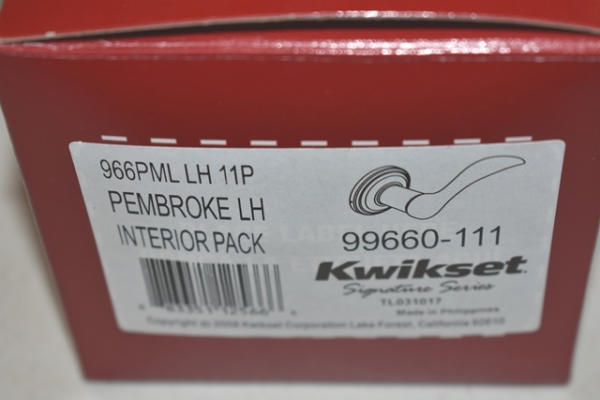 966PML LH 11P
PEMBROKE LH
INTERIOR PACK
99660-111
Kwikset
Signature Series
TL031017
Made in Philippines
Copyright © 2008 Kwikset Corporation Lake Forest, California 92610